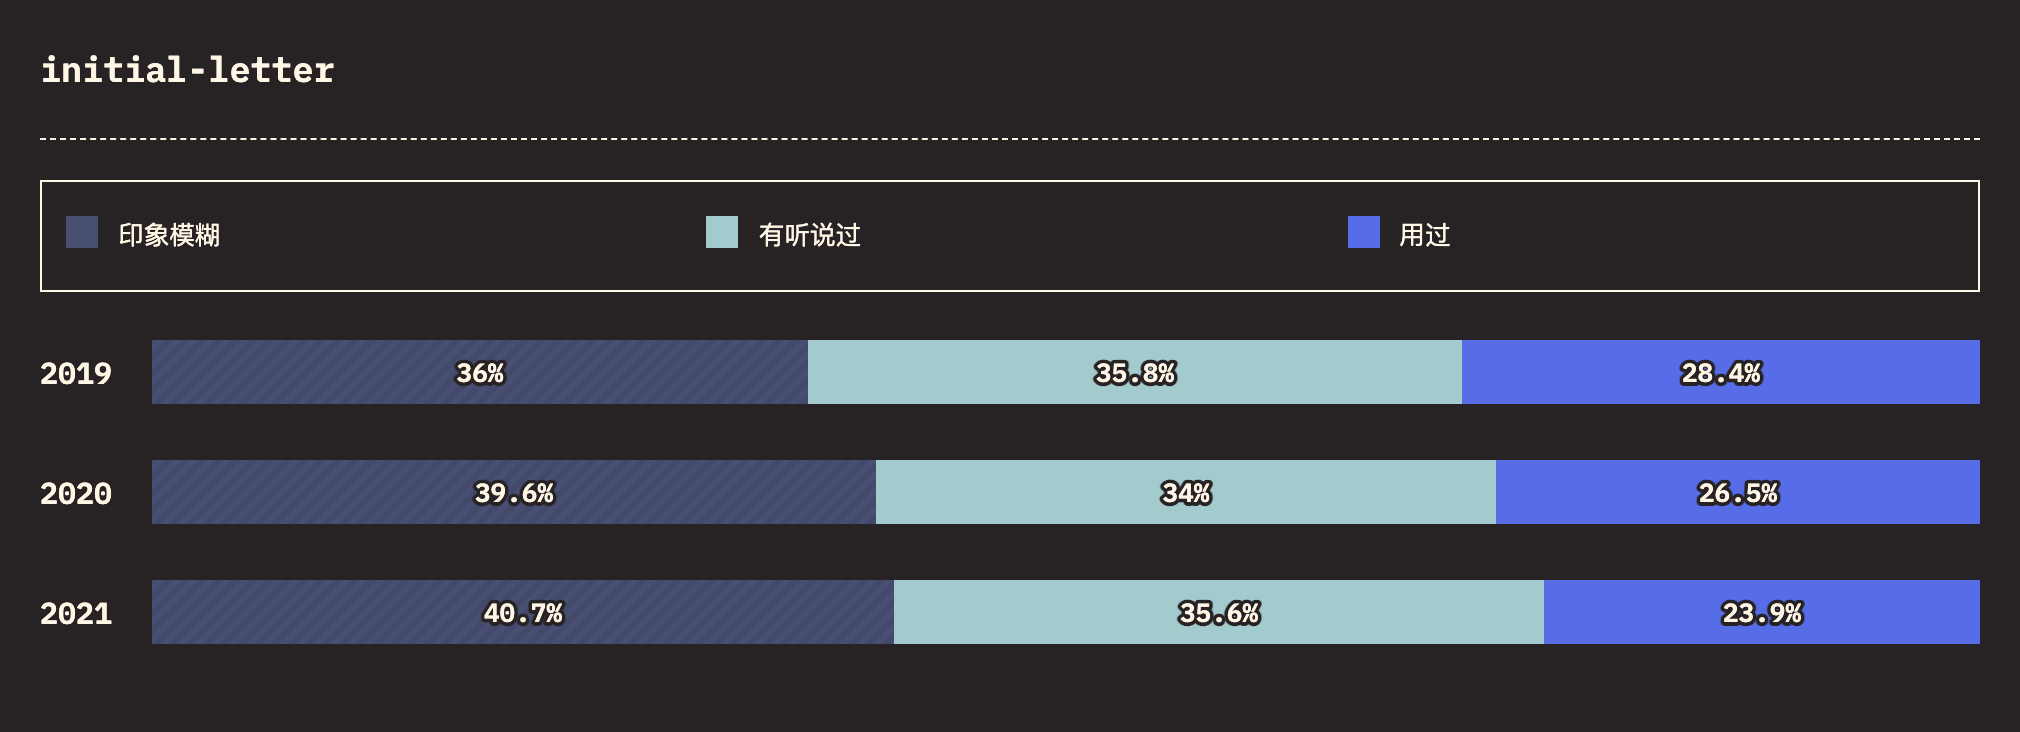 initial-letter
印象模糊 有听说过 用过
2019 36% 35.8% 28.4%
2020 39.6% 34% 26.5%
2021 40.7% 35.6% 23.9%